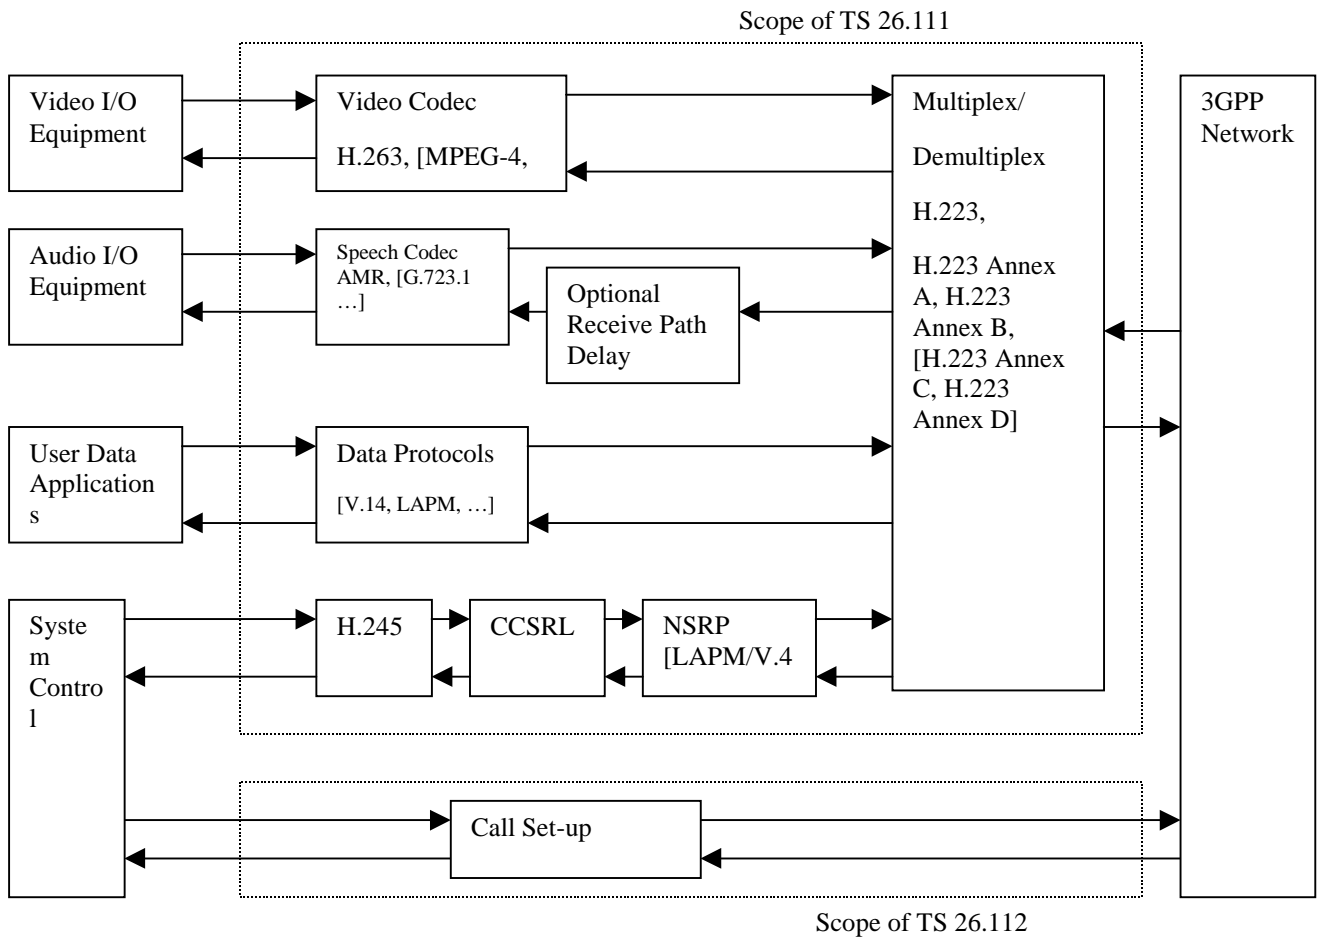 Scope of TS 26.111
Video I/O
Equipment
Video Codec
H.263, [MPEG-4,
Multiplex/
Demultiplex
H.223,
H.223 Annex
A, H.223
Annex B,
[H.223 Annex
C, H.223
Annex D]
3GPP
Network
Audio I/O
Equipment
Speech Codec
AMR, [G.723.1
…]
Optional
Receive Path
Delay
User Data
Application
s
Data Protocols
[V.14, LAPM, …]
Syste
m
Contro
l
H.245
CCSRL
NSRP
[LAPM/V.4
Call Set-up
Scope of TS 26.112